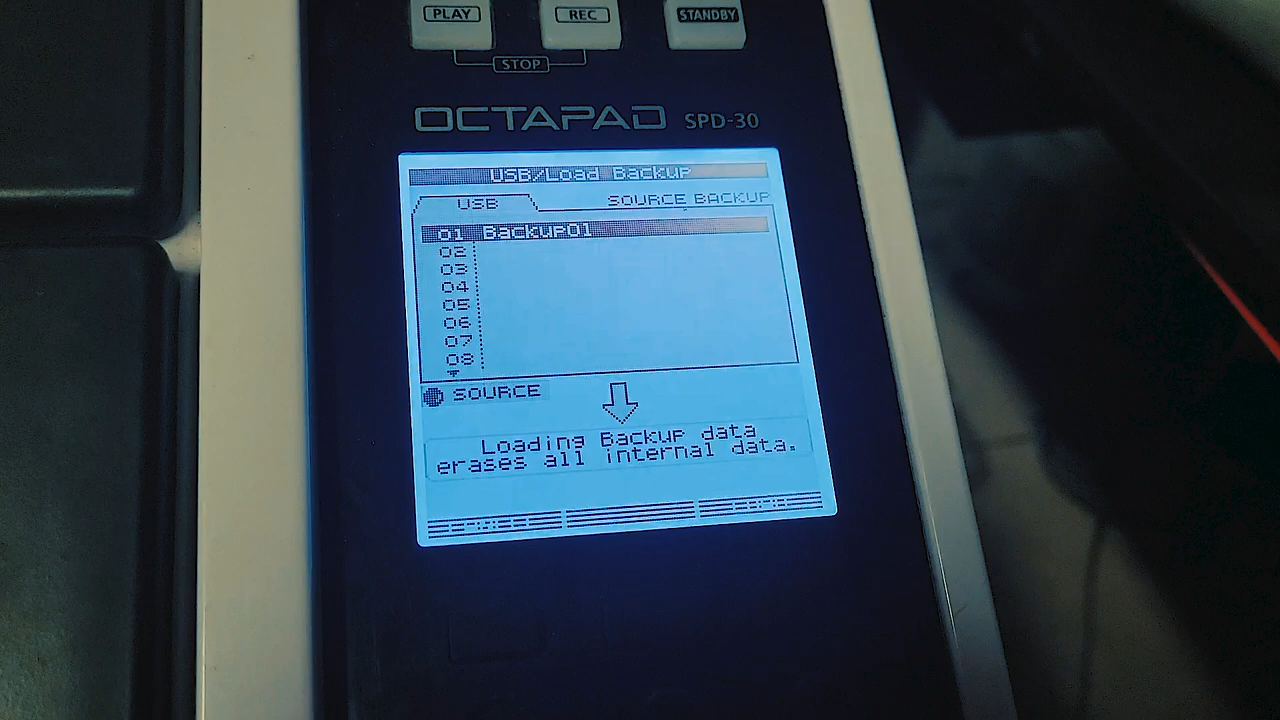 PLAY
REC
STANDBY
STOP
OCTAPAD SPD-30
USB/Load Backup
USB SOURCE BACKUP
01 Backup01
02
03
04
05
06
07
08
SOURCE
Loading Backup data
erases all internal data.